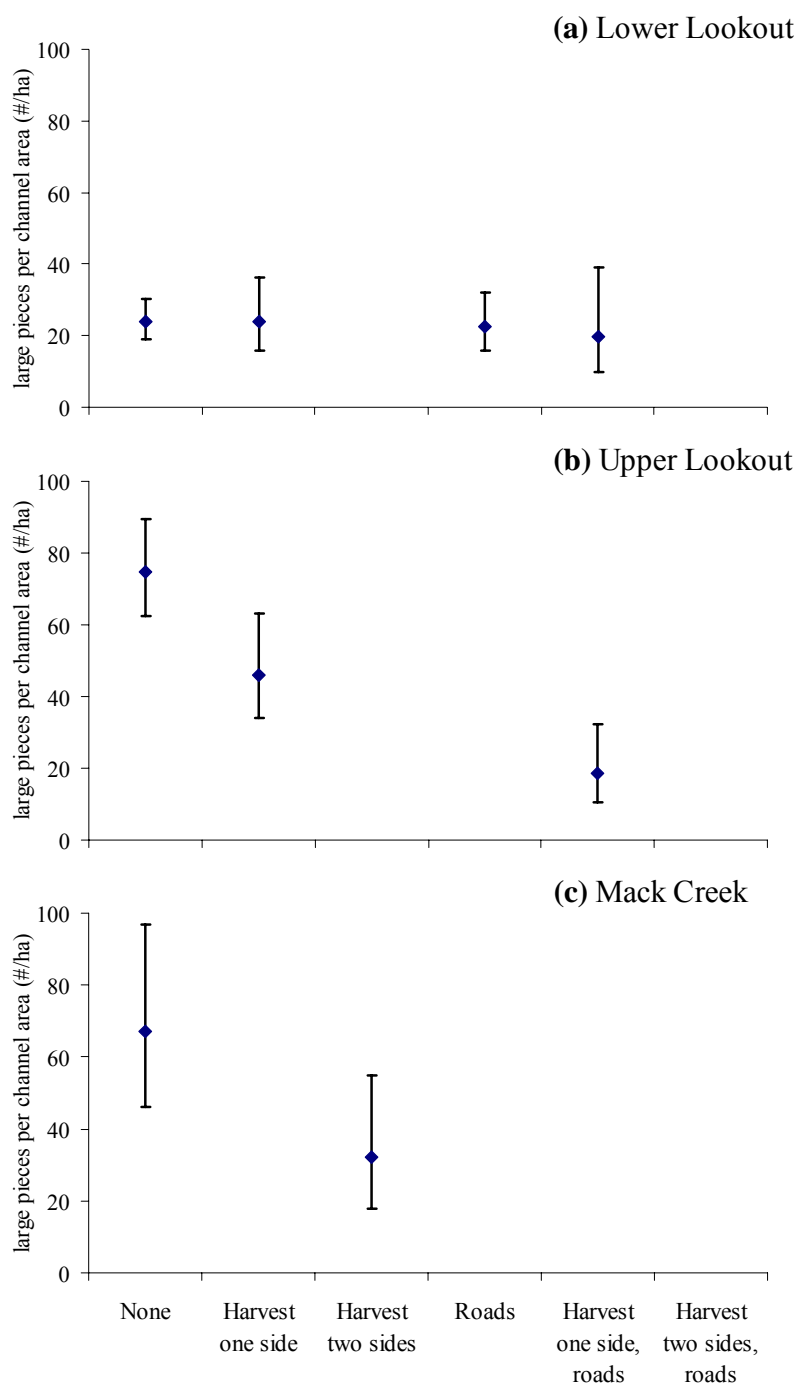 (a) Lower Lookout
large pieces per channel area (#/ha)
100
80
60
40
20
0
(b) Upper Lookout
large pieces per channel area (#/ha)
100
80
60
40
20
0
(c) Mack Creek
large pieces per channel area (#/ha)
100
80
60
40
20
0
None
Harvest
one side
Harvest
two sides
Roads
Harvest
one side,
roads
Harvest
two sides,
roads